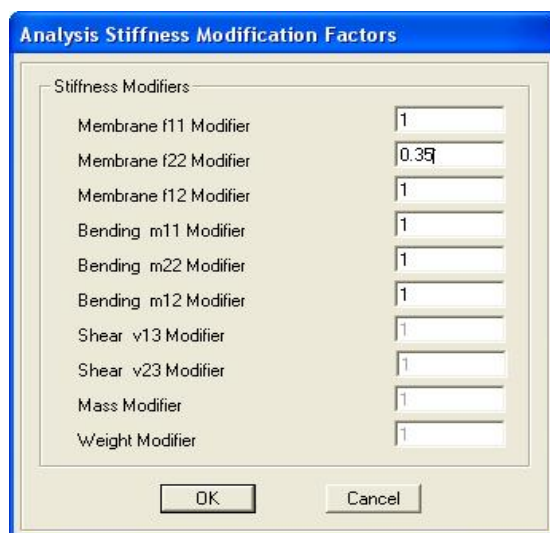 Analysis Stiffness Modification Factors
Stiffness Modifiers
Membrane f11 Modifier 1
Membrane f22 Modifier 0.35
Membrane f12 Modifier 1
Bending m11 Modifier 1
Bending m22 Modifier 1
Bending m12 Modifier 1
Shear v13 Modifier 1
Shear v23 Modifier 1
Mass Modifier 1
Weight Modifier 1
OK Cancel